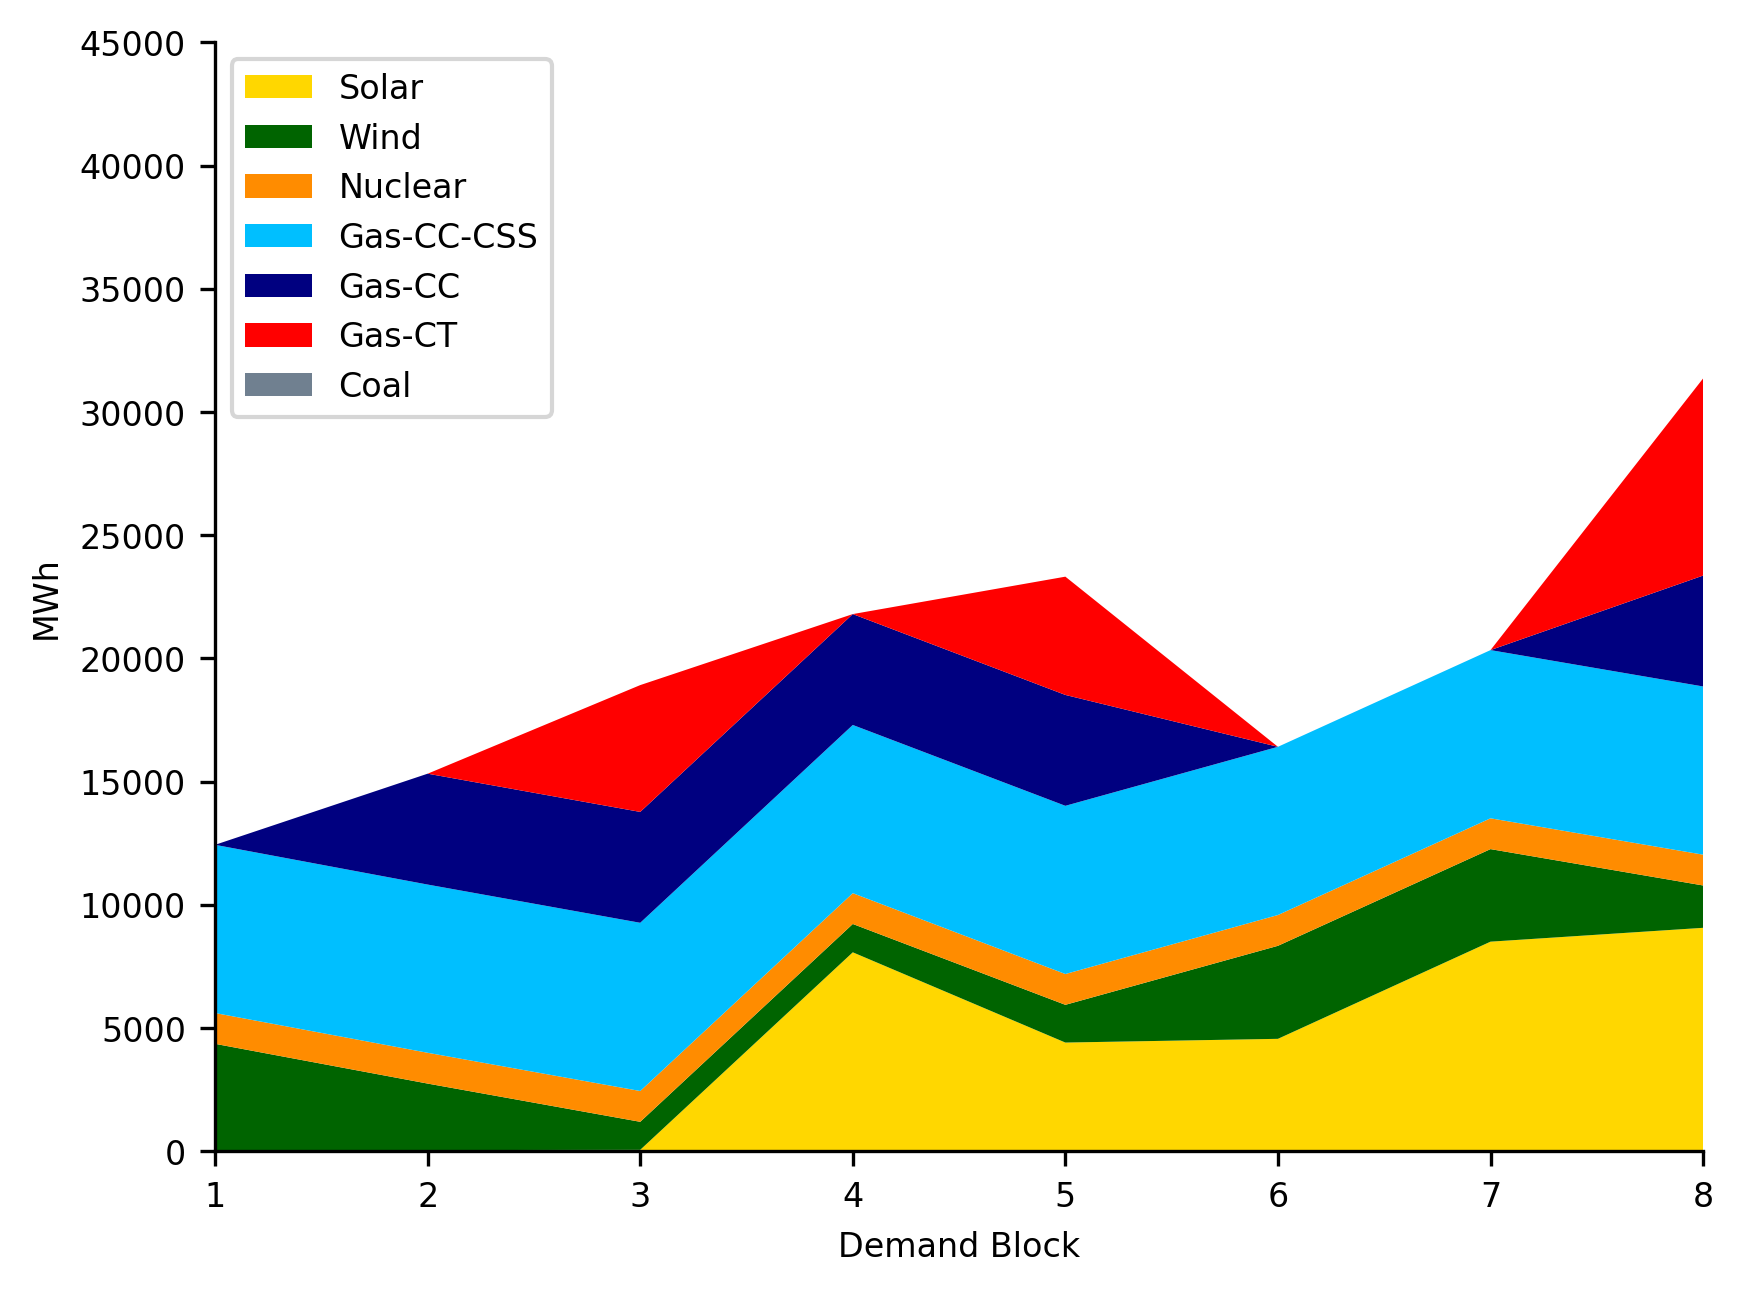 45000
40000
35000
30000
25000
20000
15000
10000
5000
0
MWh
Solar
Wind
Nuclear
Gas-CC-CSS
Gas-CC
Gas-CT
Coal
1 2 3 4 5 6 7 8
Demand Block